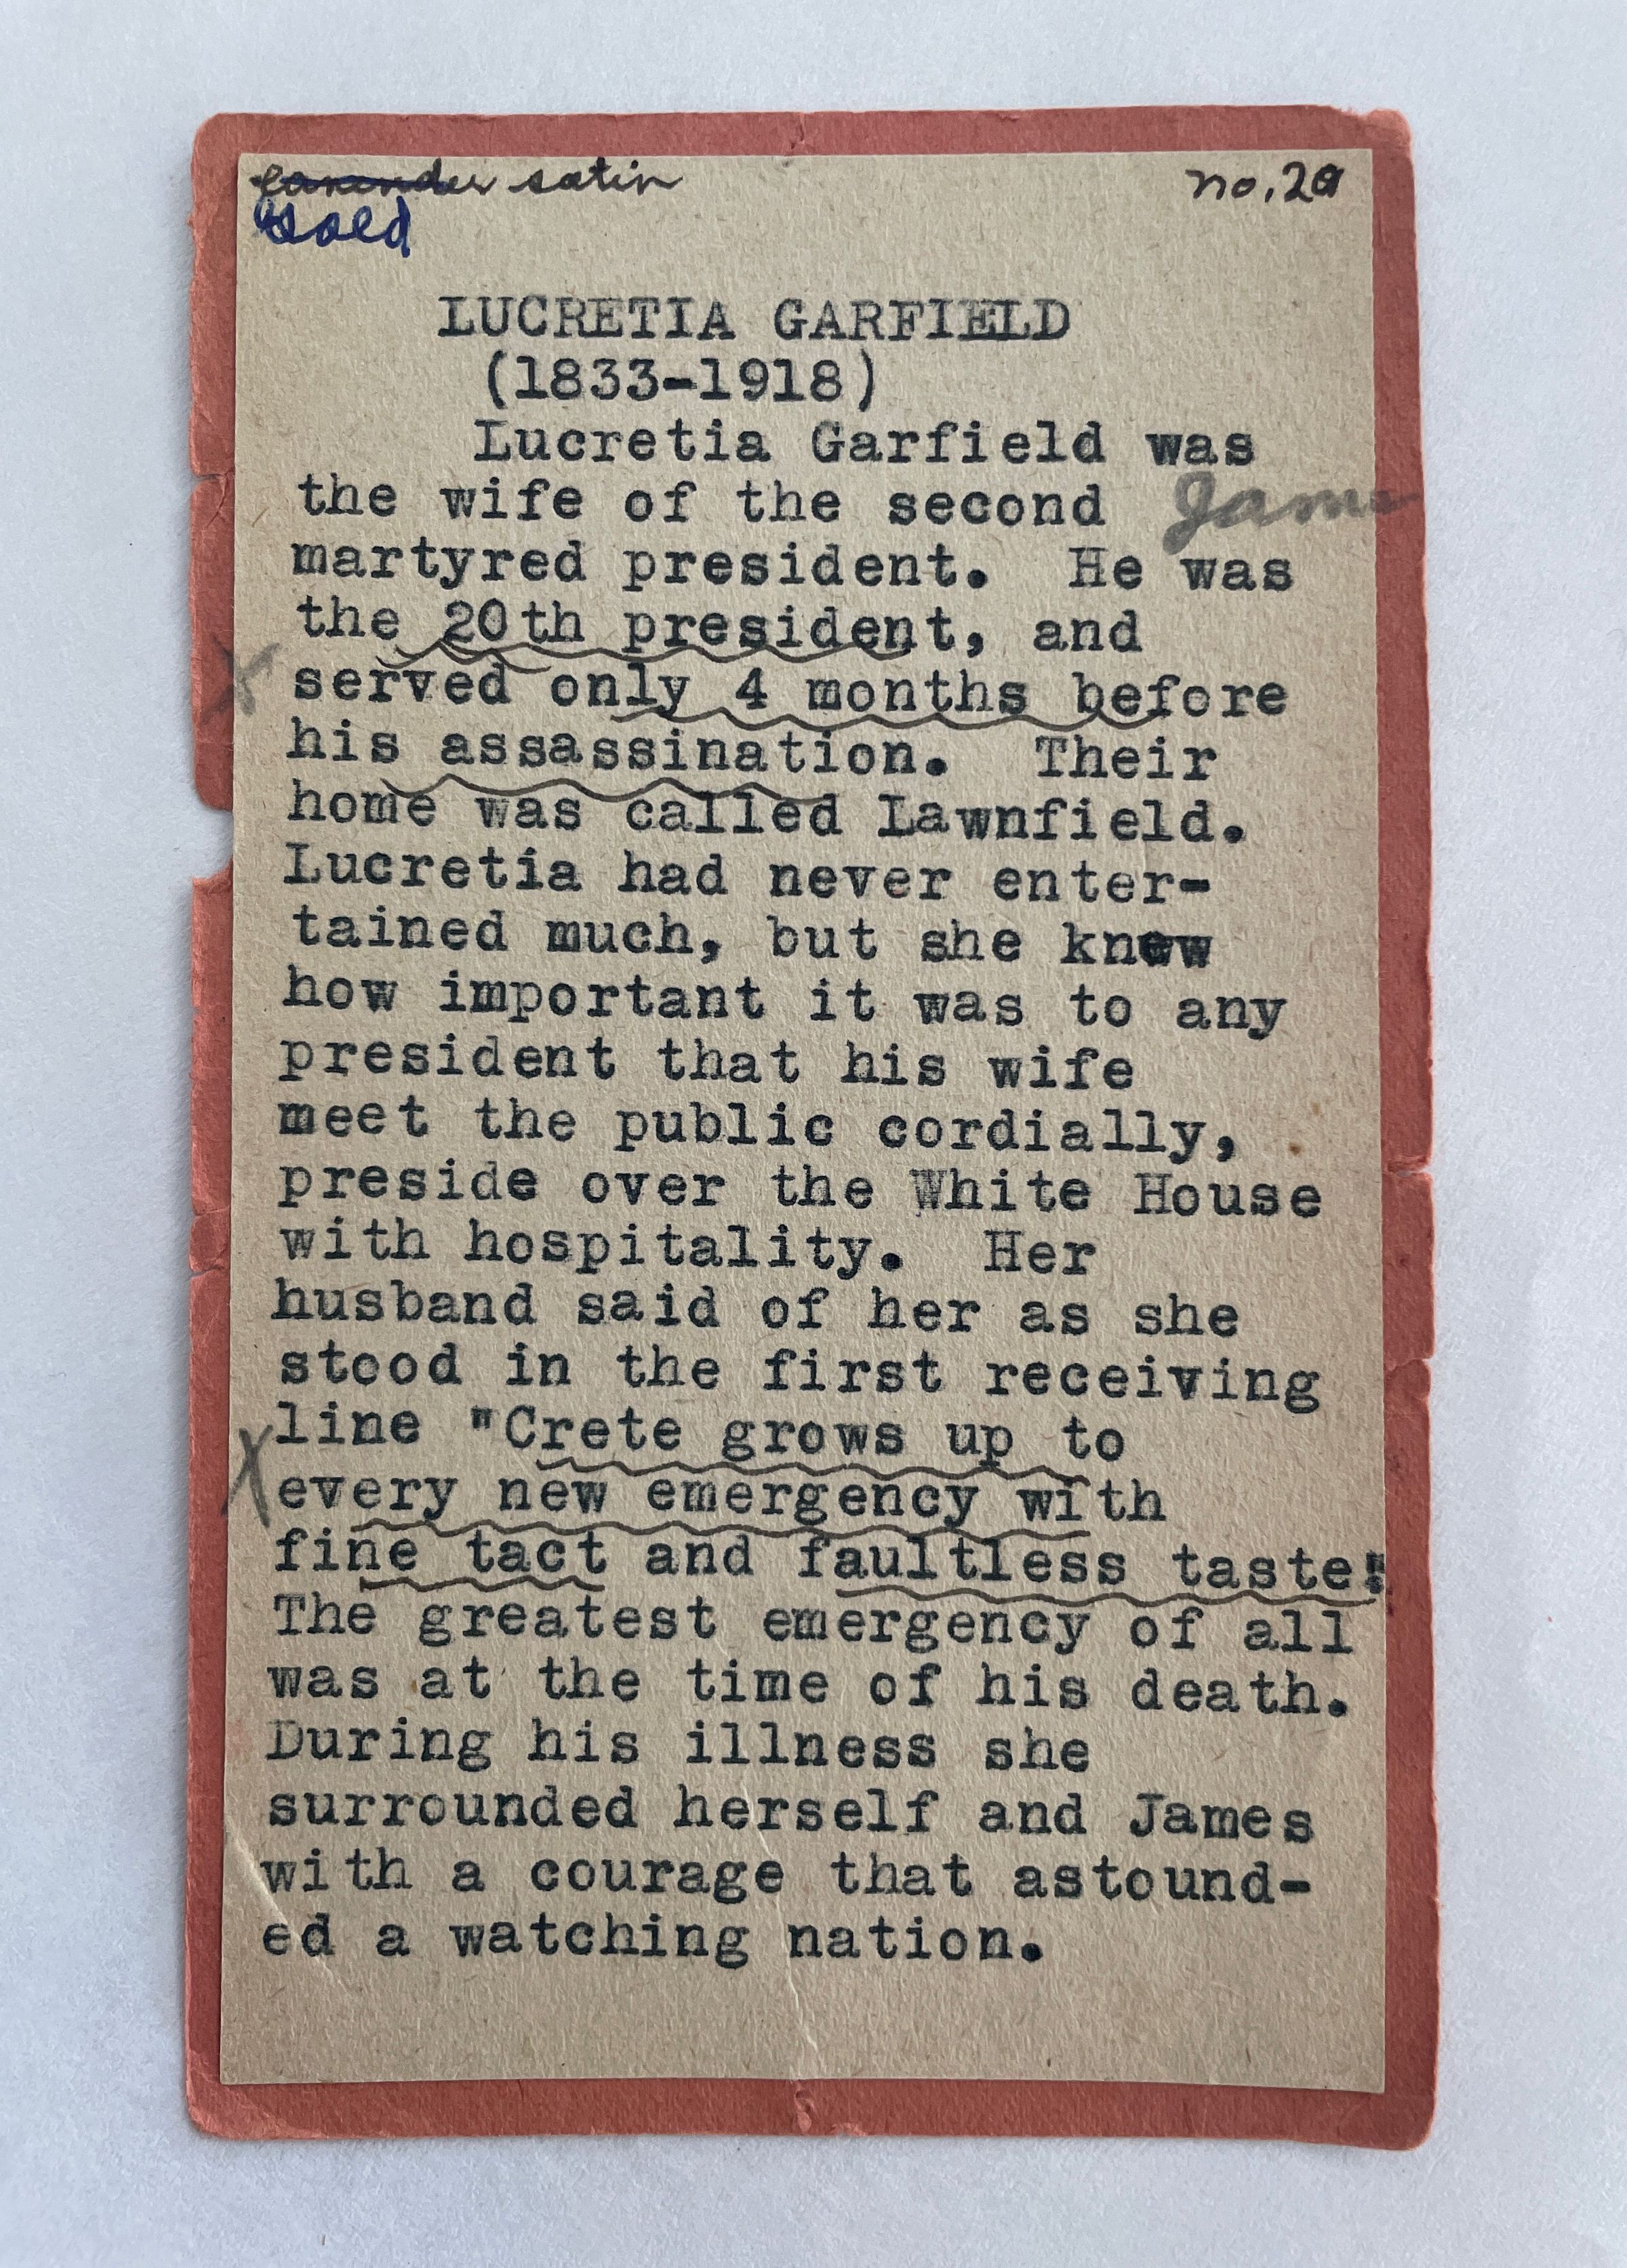 lavender satin no. 20
Gold
LUCRETIA GARFIELD
(1833-1918)
Lucretia Garfield was
the wife of the second James
martyred president. He was
the 20th president, and
x served only 4 months before
his assassination. Their
home was called Lawnfield.
Lucretia had never enter-
tained much, but she knew
how important it was to any
president that his wife
meet the public cordially,
preside over the White House
with hospitality. Her
husband said of her as she
stood in the first receiving
x line "Crete grows up to
every new emergency with
fine tact and faultless taste."
The greatest emergency of all
was at the time of his death.
During his illness she
surrounded herself and James
with a courage that astound-
ed a watching nation.